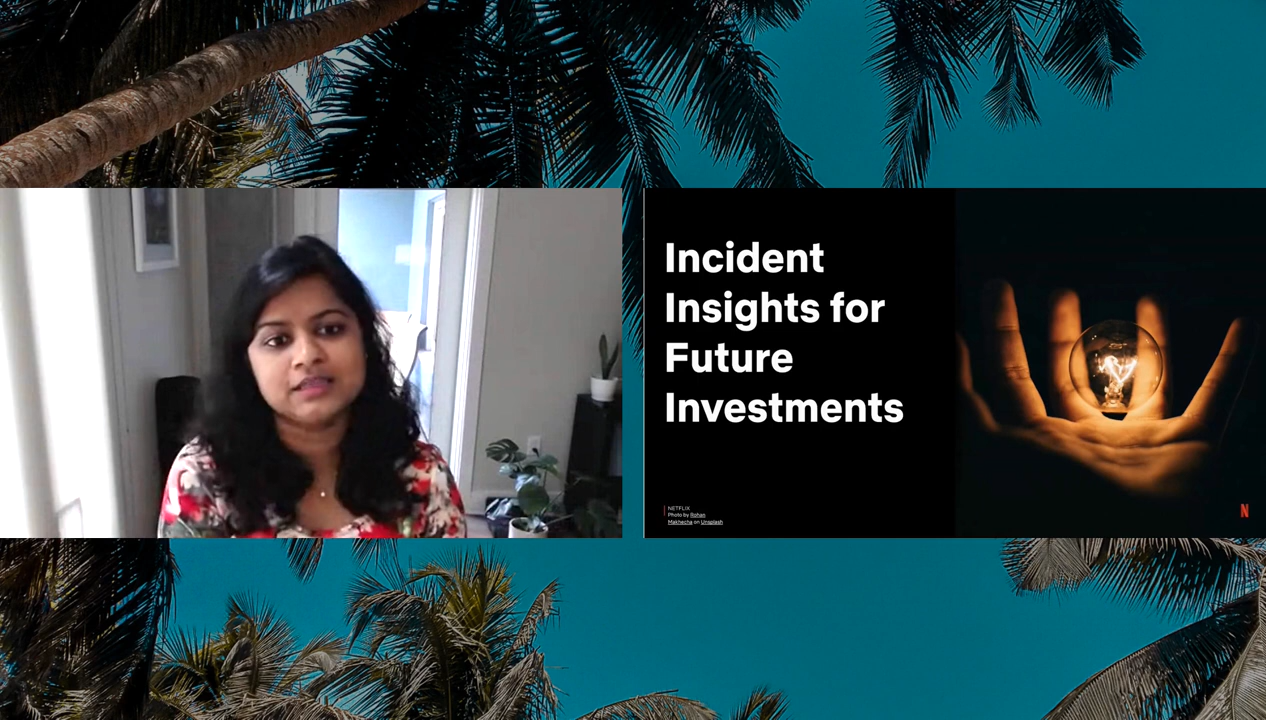 Incident
Insights for
Future
Investments
NETFLIX
Photo by Rohan
Makhecha on Unsplash
N